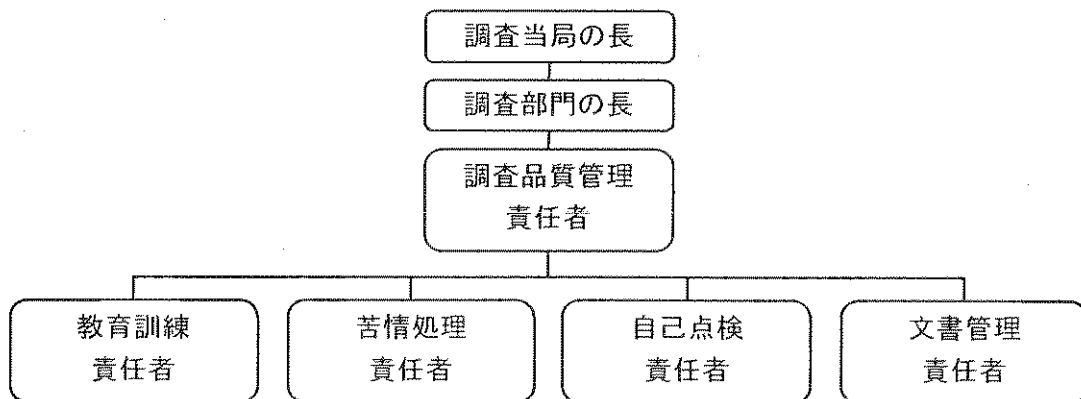 調査当局の長
調査部門の長
調査品質管理
責任者
教育訓練
責任者
苦情処理
責任者
自己点検
責任者
文書管理
責任者